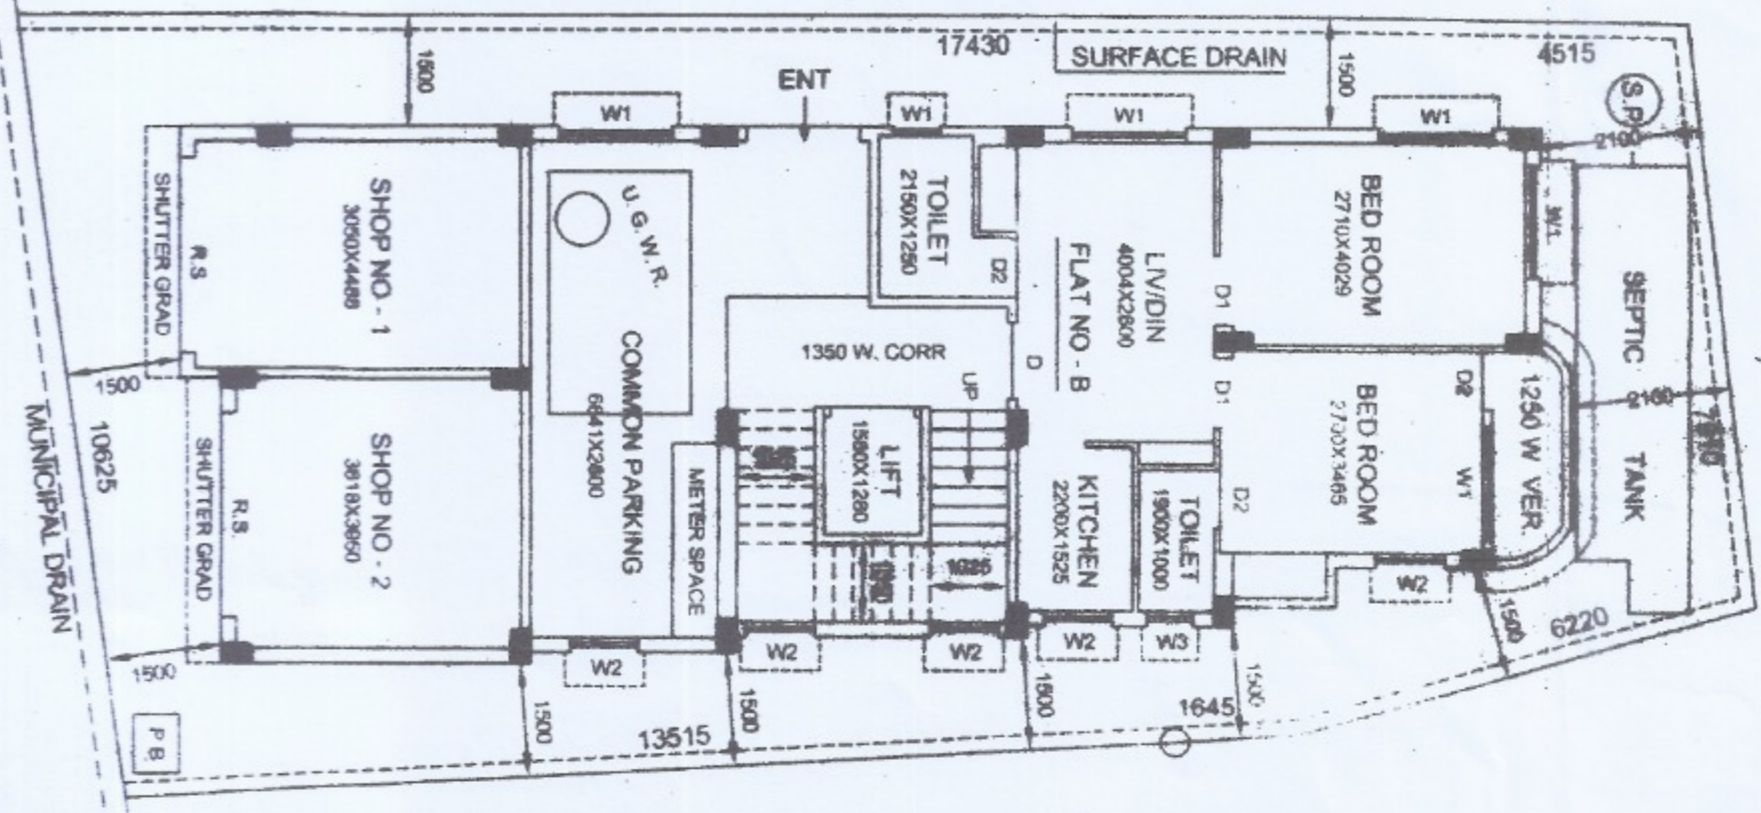 17430
SURFACE DRAIN
4515
1500
1500
ENT
S.P.
W1
W1
W1
W1
2100
SHUTTER GRAD
R.S
SHOP NO - 1
3050X4488
U. G. W. R.
TOILET
2150X1250
D2
LIV/DIN
4004X2600
FLAT NO - B
D
D1
BED ROOM
2710X4029
W1
SEPTIC TANK
1350 W. CORR
UP
1500
MUNICIPAL DRAIN
10625
SHUTTER GRAD
R.S.
SHOP NO - 2
COMMON PARKING
6641X2800
METER SPACE
LIFT
1580X1280
1025
KITCHEN
2200X1525
TOILET
1900X1000
D1
D2
BED ROOM
D2
W1
1250 W VER.
2100
1500
W2
W2
W2
W2
W3
W2
1500
6220
1500
1500
1500
1500
1645
13515
P B